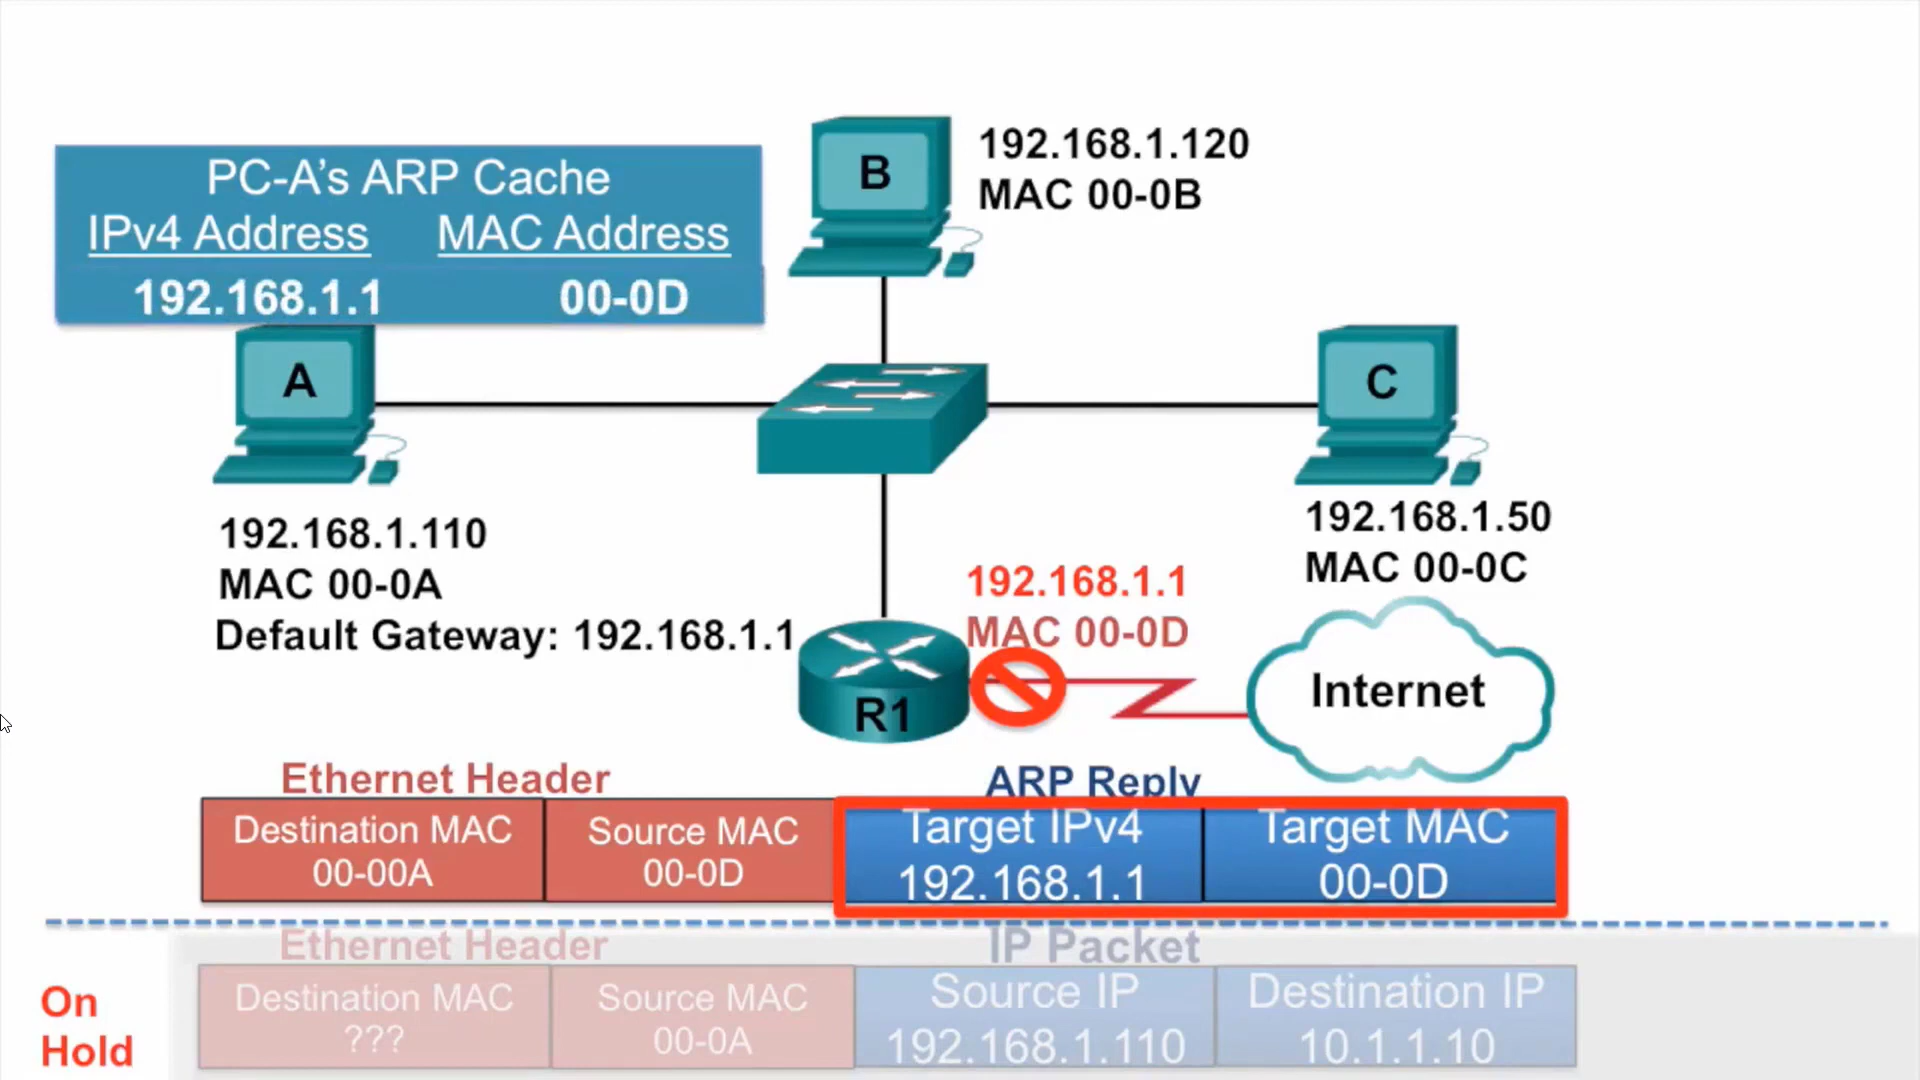 PC-A’s ARP Cache
IPv4 Address MAC Address
192.168.1.1 00-0D
B
192.168.1.120
MAC 00-0B
A
192.168.1.110
MAC 00-0A
Default Gateway: 192.168.1.1
C
192.168.1.50
MAC 00-0C
192.168.1.1
MAC 00-0D
R1
Internet
Ethernet Header
ARP Reply
Destination MAC
00-00A
Source MAC
00-0D
Target IPv4
192.168.1.1
Target MAC
00-0D
On
Hold
Ethernet Header
IP Packet
Destination MAC
???
Source MAC
00-0A
Source IP
192.168.1.110
Destination IP
10.1.1.10